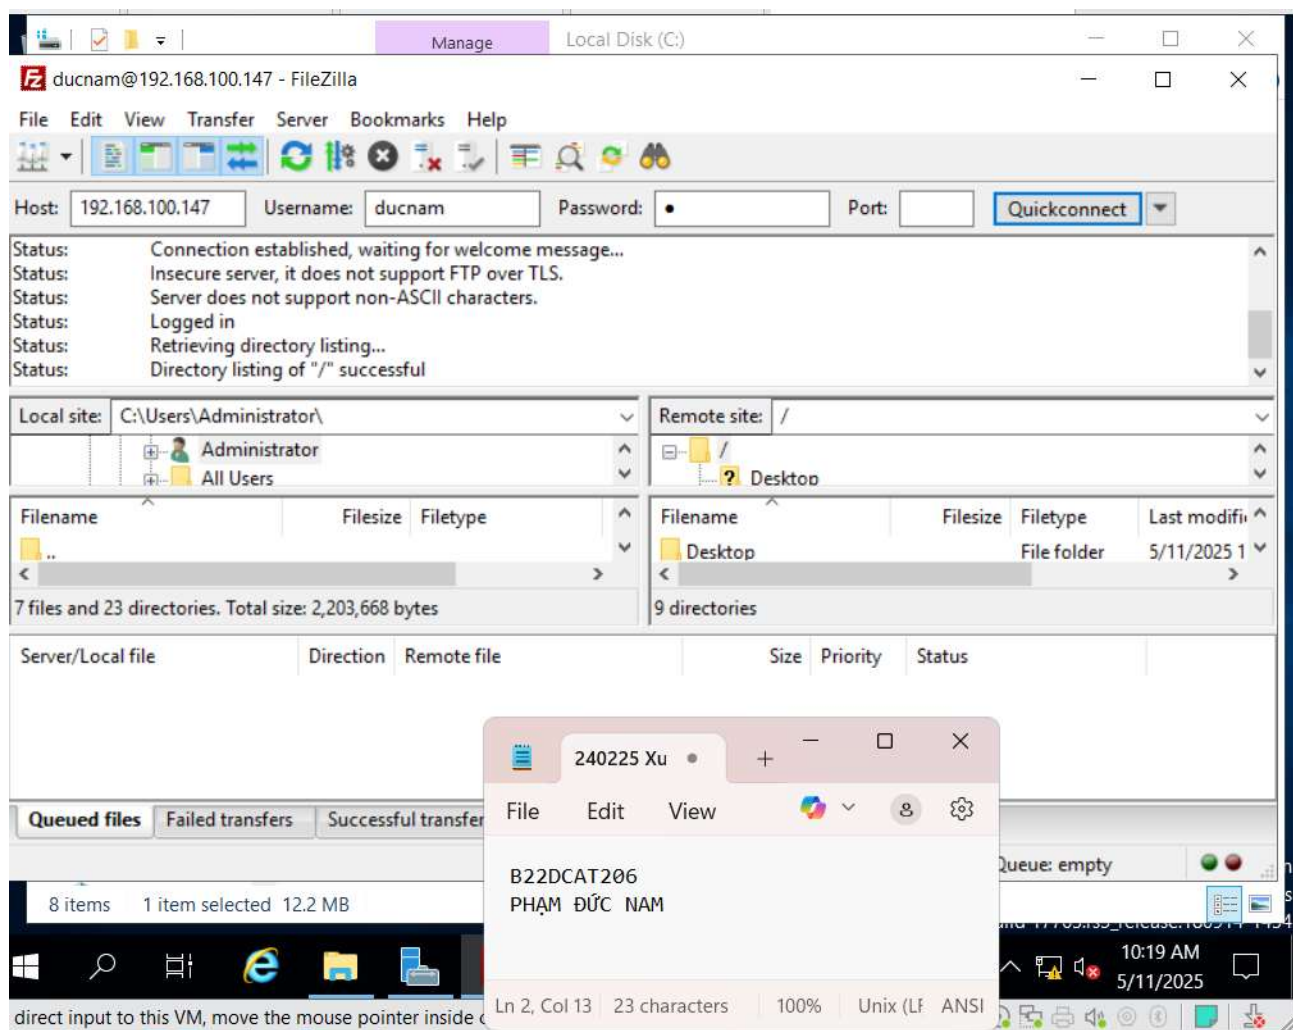 Manage Local Disk (C:)
ducnam@192.168.100.147 - FileZilla
File Edit View Transfer Server Bookmarks Help
Host: 192.168.100.147 Username: ducnam Password: ● Port: Quickconnect
Status: Connection established, waiting for welcome message...
Status: Insecure server, it does not support FTP over TLS.
Status: Server does not support non-ASCII characters.
Status: Logged in
Status: Retrieving directory listing...
Status: Directory listing of "/" successful
Local site: C:\Users\Administrator\ Remote site: /
Administrator /
All Users Desktop
Filename Filesize Filetype Filename Filesize Filetype Last modifi
.. Desktop File folder 5/11/2025 1
7 files and 23 directories. Total size: 2,203,668 bytes 9 directories
Server/Local file Direction Remote file Size Priority Status
240225 Xu
Queued files Failed transfers Successful transfer
File Edit View
Queue: empty
B22DCAT206
PHẠM ĐỨC NAM
8 items 1 item selected 12.2 MB
10:19 AM
5/11/2025
Ln 2, Col 13 23 characters 100% Unix (LF ANSI
direct input to this VM, move the mouse pointer inside